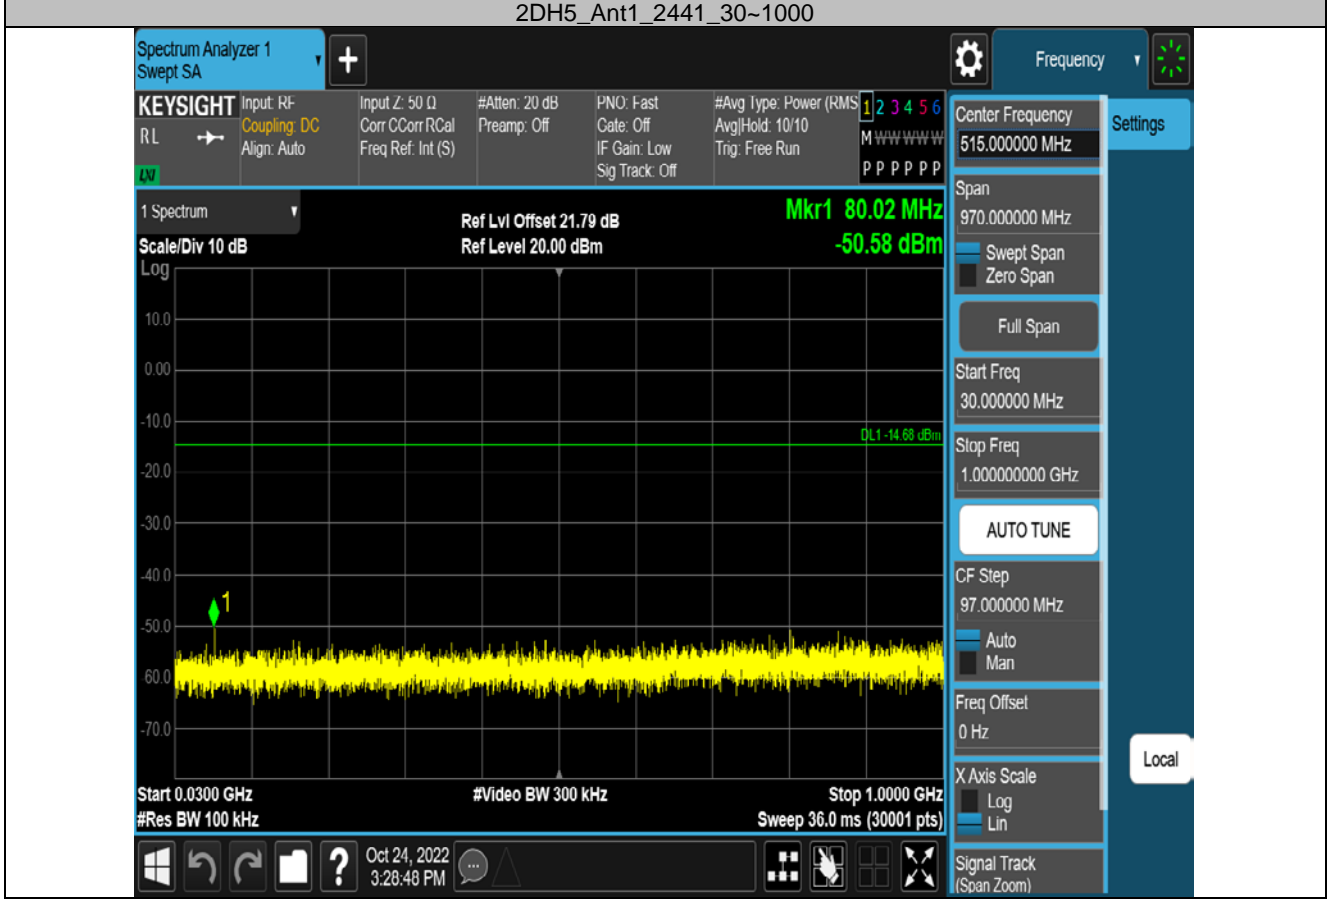 2DH5_Ant1_2441_30~1000
Spectrum Analyzer 1
Swept SA
+
Frequency
KEYSIGHT
RL
LXI
Input: RF
Coupling: DC
Align: Auto
Input Z: 50 Ω
Corr CCorr RCal
Freq Ref: Int (S)
#Atten: 20 dB
Preamp: Off
PNO: Fast
Gate: Off
IF Gain: Low
Sig Track: Off
#Avg Type: Power (RMS
Avg|Hold: 10/10
Trig: Free Run
1 2 3 4 5 6
M W W W W W
P P P P P P
Center Frequency
515.000000 MHz
Settings
Span
970.000000 MHz
Swept Span
Zero Span
Full Span
Start Freq
30.000000 MHz
Stop Freq
1.000000000 GHz
AUTO TUNE
CF Step
97.000000 MHz
Auto
Man
Freq Offset
0 Hz
X Axis Scale
Log
Lin
Signal Track
(Span Zoom)
Local
1 Spectrum
Scale/Div 10 dB
Log
Ref Lvl Offset 21.79 dB
Ref Level 20.00 dBm
Mkr1 80.02 MHz
-50.58 dBm
10.0
0.00
-10.0
DL1 -14.68 dBm
-20.0
-30.0
-40.0
1
-50.0
-60.0
-70.0
Start 0.0300 GHz
#Res BW 100 kHz
#Video BW 300 kHz
Stop 1.0000 GHz
Sweep 36.0 ms (30001 pts)
?
Oct 24, 2022
3:28:48 PM